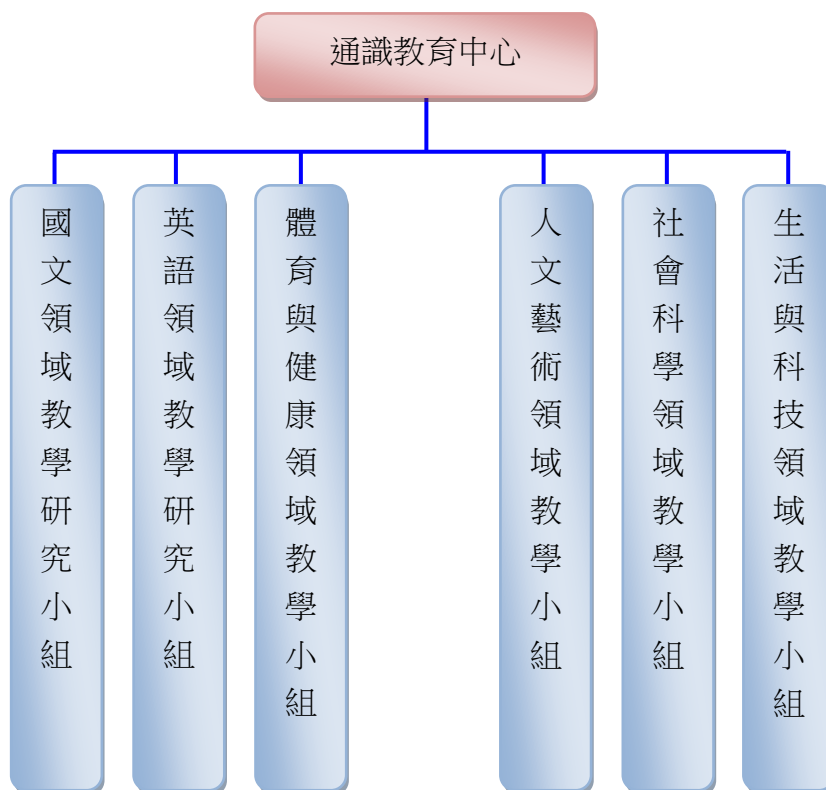 通識教育中心
國文領域教學研究小組
英語領域教學研究小組
體育與健康領域教學小組
人文藝術領域教學小組
社會科學領域教學小組
生活與科技領域教學小組